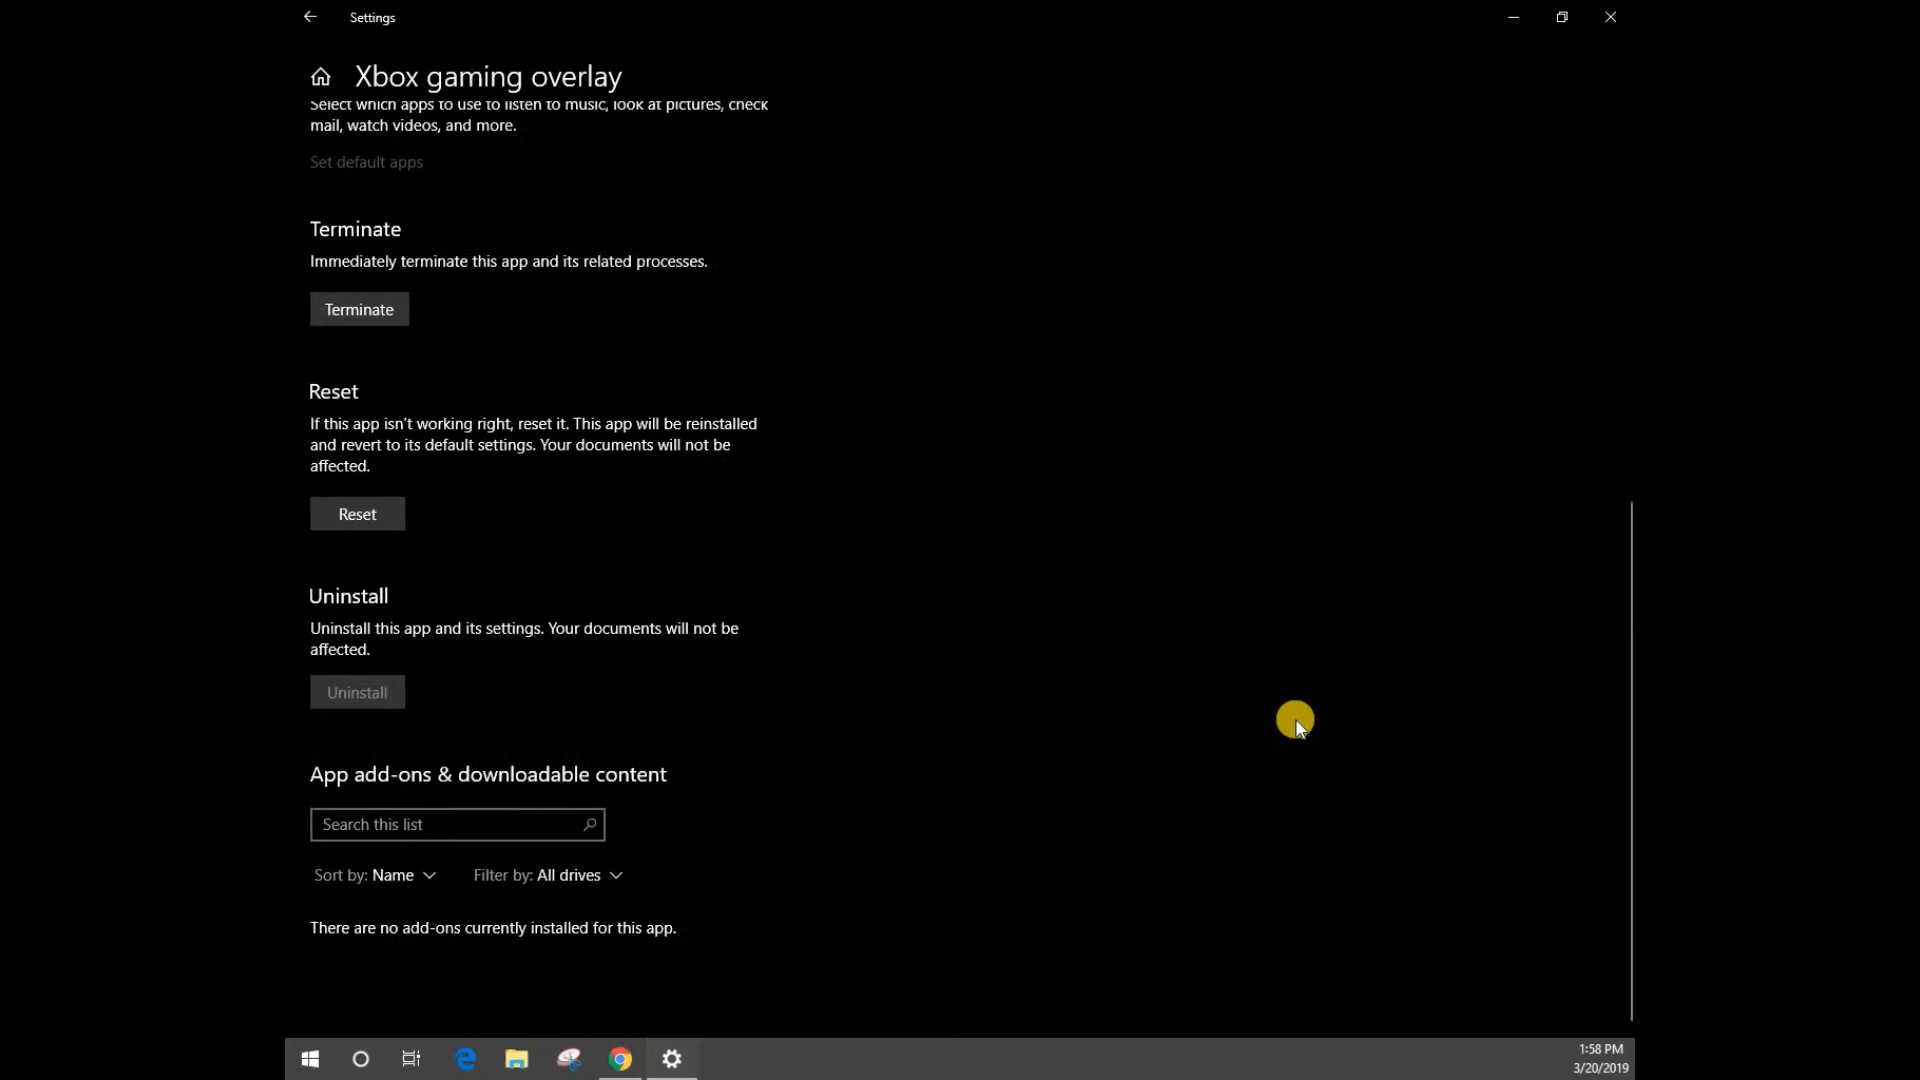 Settings
Xbox gaming overlay
Select which apps to use to listen to music, look at pictures, check
mail, watch videos, and more.
Set default apps
Terminate
Immediately terminate this app and its related processes.
Terminate
Reset
If this app isn't working right, reset it. This app will be reinstalled
and revert to its default settings. Your documents will not be
affected.
Reset
Uninstall
Uninstall this app and its settings. Your documents will not be
affected.
Uninstall
App add-ons & downloadable content
Search this list
Sort by: Name Filter by: All drives
There are no add-ons currently installed for this app.
1:58 PM
3/20/2019